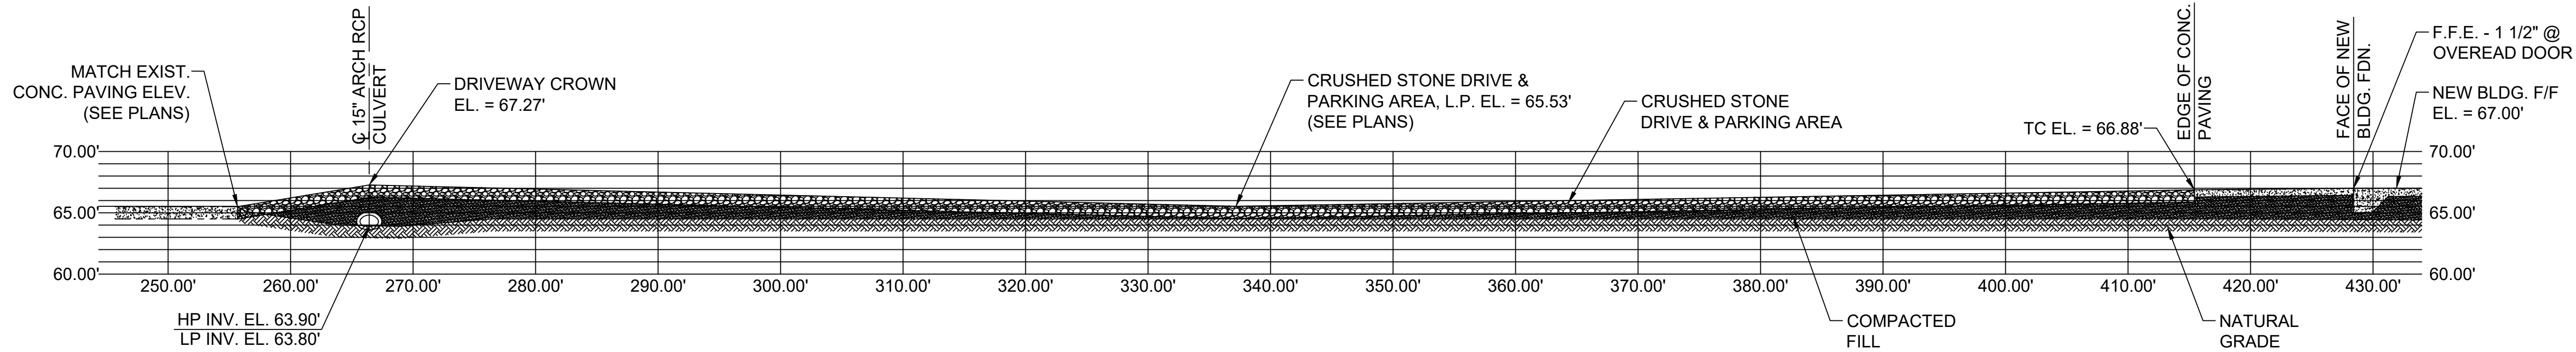 MATCH EXIST.
CONC. PAVING ELEV.
(SEE PLANS)
℄ 15" ARCH RCP
CULVERT
DRIVEWAY CROWN
EL. = 67.27'
CRUSHED STONE DRIVE &
PARKING AREA, L.P. EL. = 65.53'
(SEE PLANS)
CRUSHED STONE
DRIVE & PARKING AREA
TC EL. = 66.88'
EDGE OF CONC.
PAVING
FACE OF NEW
BLDG. FDN.
F.F.E. - 1 1/2" @
OVEREAD DOOR
NEW BLDG. F/F
EL. = 67.00'
70.00'
65.00'
60.00'
70.00'
65.00'
60.00'
250.00' 260.00' 270.00' 280.00' 290.00' 300.00' 310.00' 320.00' 330.00' 340.00' 350.00' 360.00' 370.00' 380.00' 390.00' 400.00' 410.00' 420.00' 430.00'
HP INV. EL. 63.90'
LP INV. EL. 63.80'
COMPACTED
FILL
NATURAL
GRADE